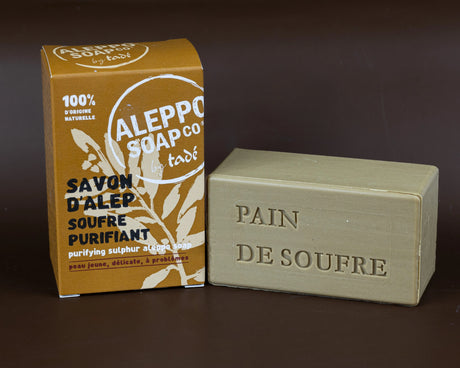 ALEPPO
SOAP CO
by tadé
100%
D'ORIGINE
NATURELLE
ALEPPO
SOAP CO
by tadé
SAVON
D'ALEP
SOUFRE
PURIFIANT
purifying sulphur aleppo soap
peau jeune, délicate, à problèmes
PAIN
DE SOUFRE